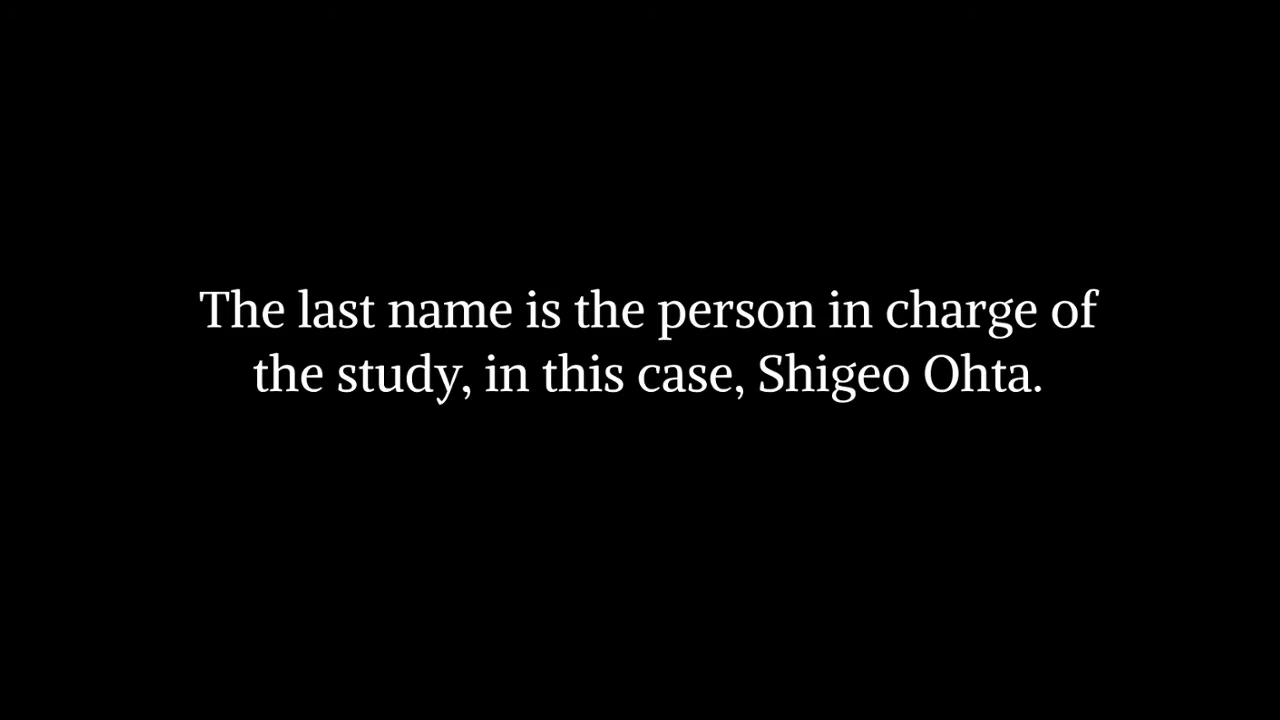 The last name is the person in charge of
the study, in this case, Shigeo Ohta.